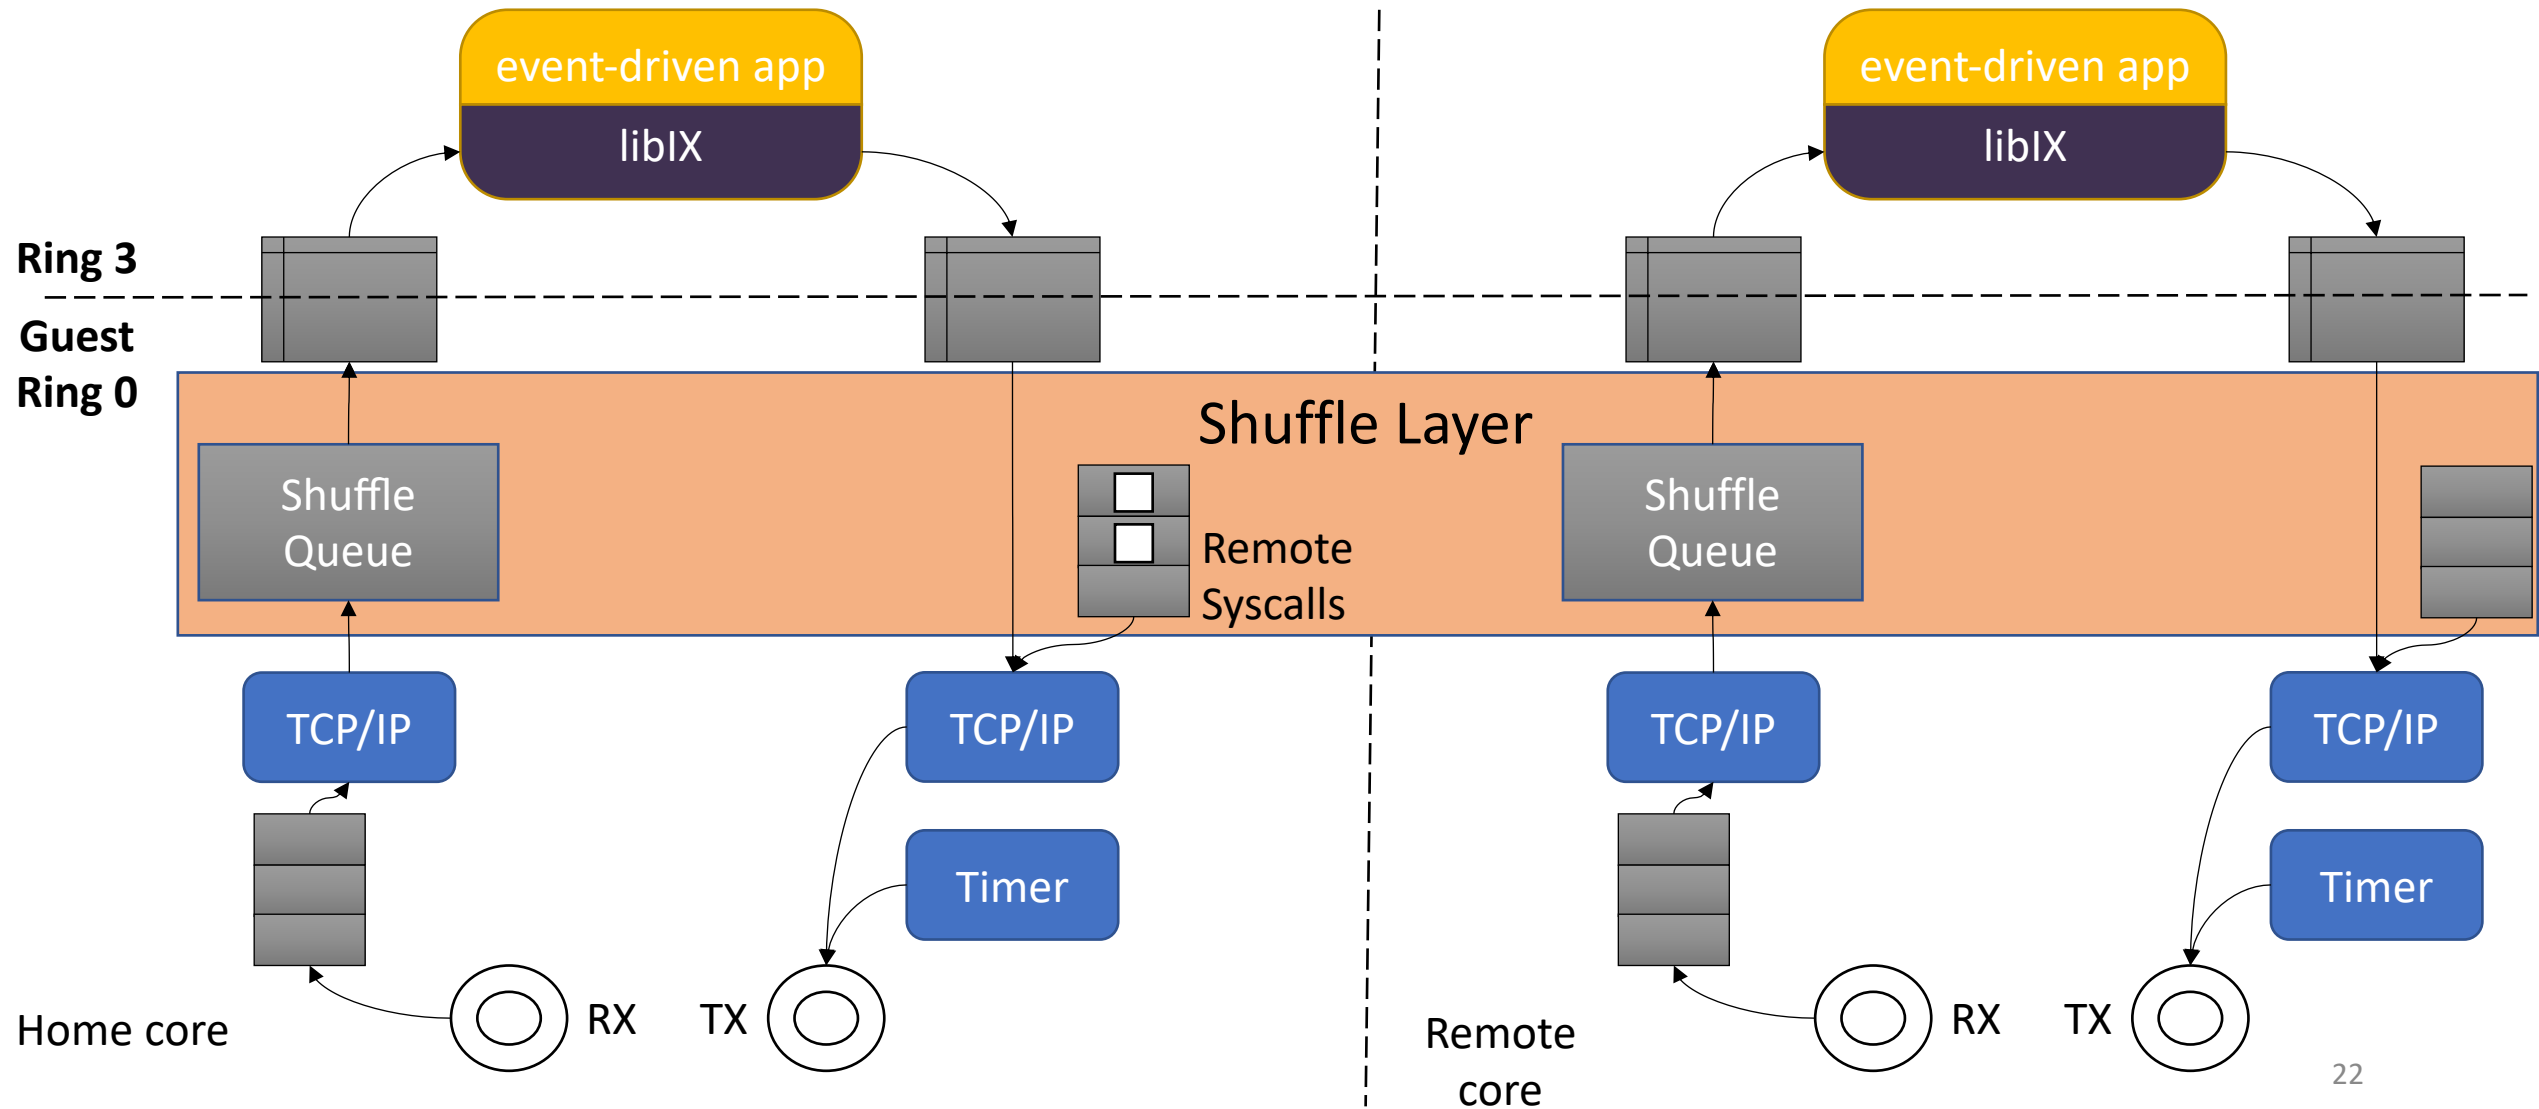 event-driven app
libIX
event-driven app
libIX
Ring 3
Guest
Ring 0
Shuffle Layer
Shuffle
Queue
Remote
Syscalls
Shuffle
Queue
TCP/IP
TCP/IP
TCP/IP
TCP/IP
Timer
Timer
Home core
RX
TX
Remote
core
RX
TX
22